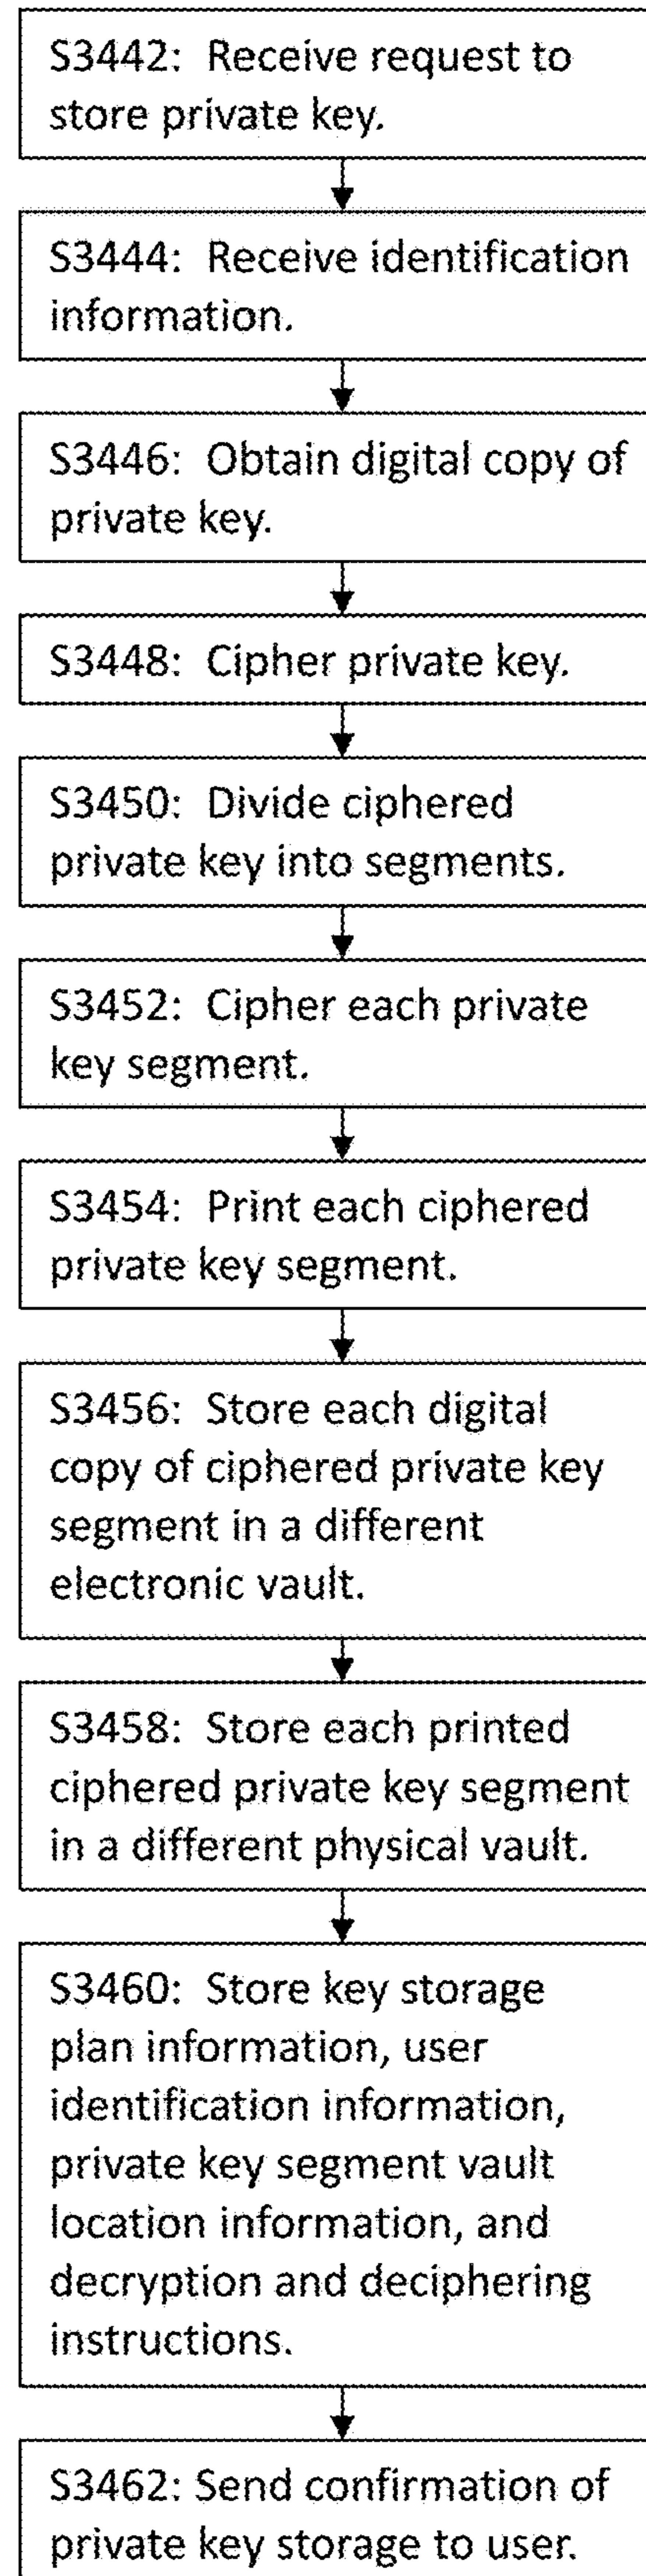 S3442: Receive request to
store private key.
S3444: Receive identification
information.
S3446: Obtain digital copy of
private key.
S3448: Cipher private key.
S3450: Divide ciphered
private key into segments.
S3452: Cipher each private
key segment.
S3454: Print each ciphered
private key segment.
S3456: Store each digital
copy of ciphered private key
segment in a different
electronic vault.
S3458: Store each printed
ciphered private key segment
in a different physical vault.
S3460: Store key storage
plan information, user
identification information,
private key segment vault
location information, and
decryption and deciphering
instructions.
S3462: Send confirmation of
private key storage to user.